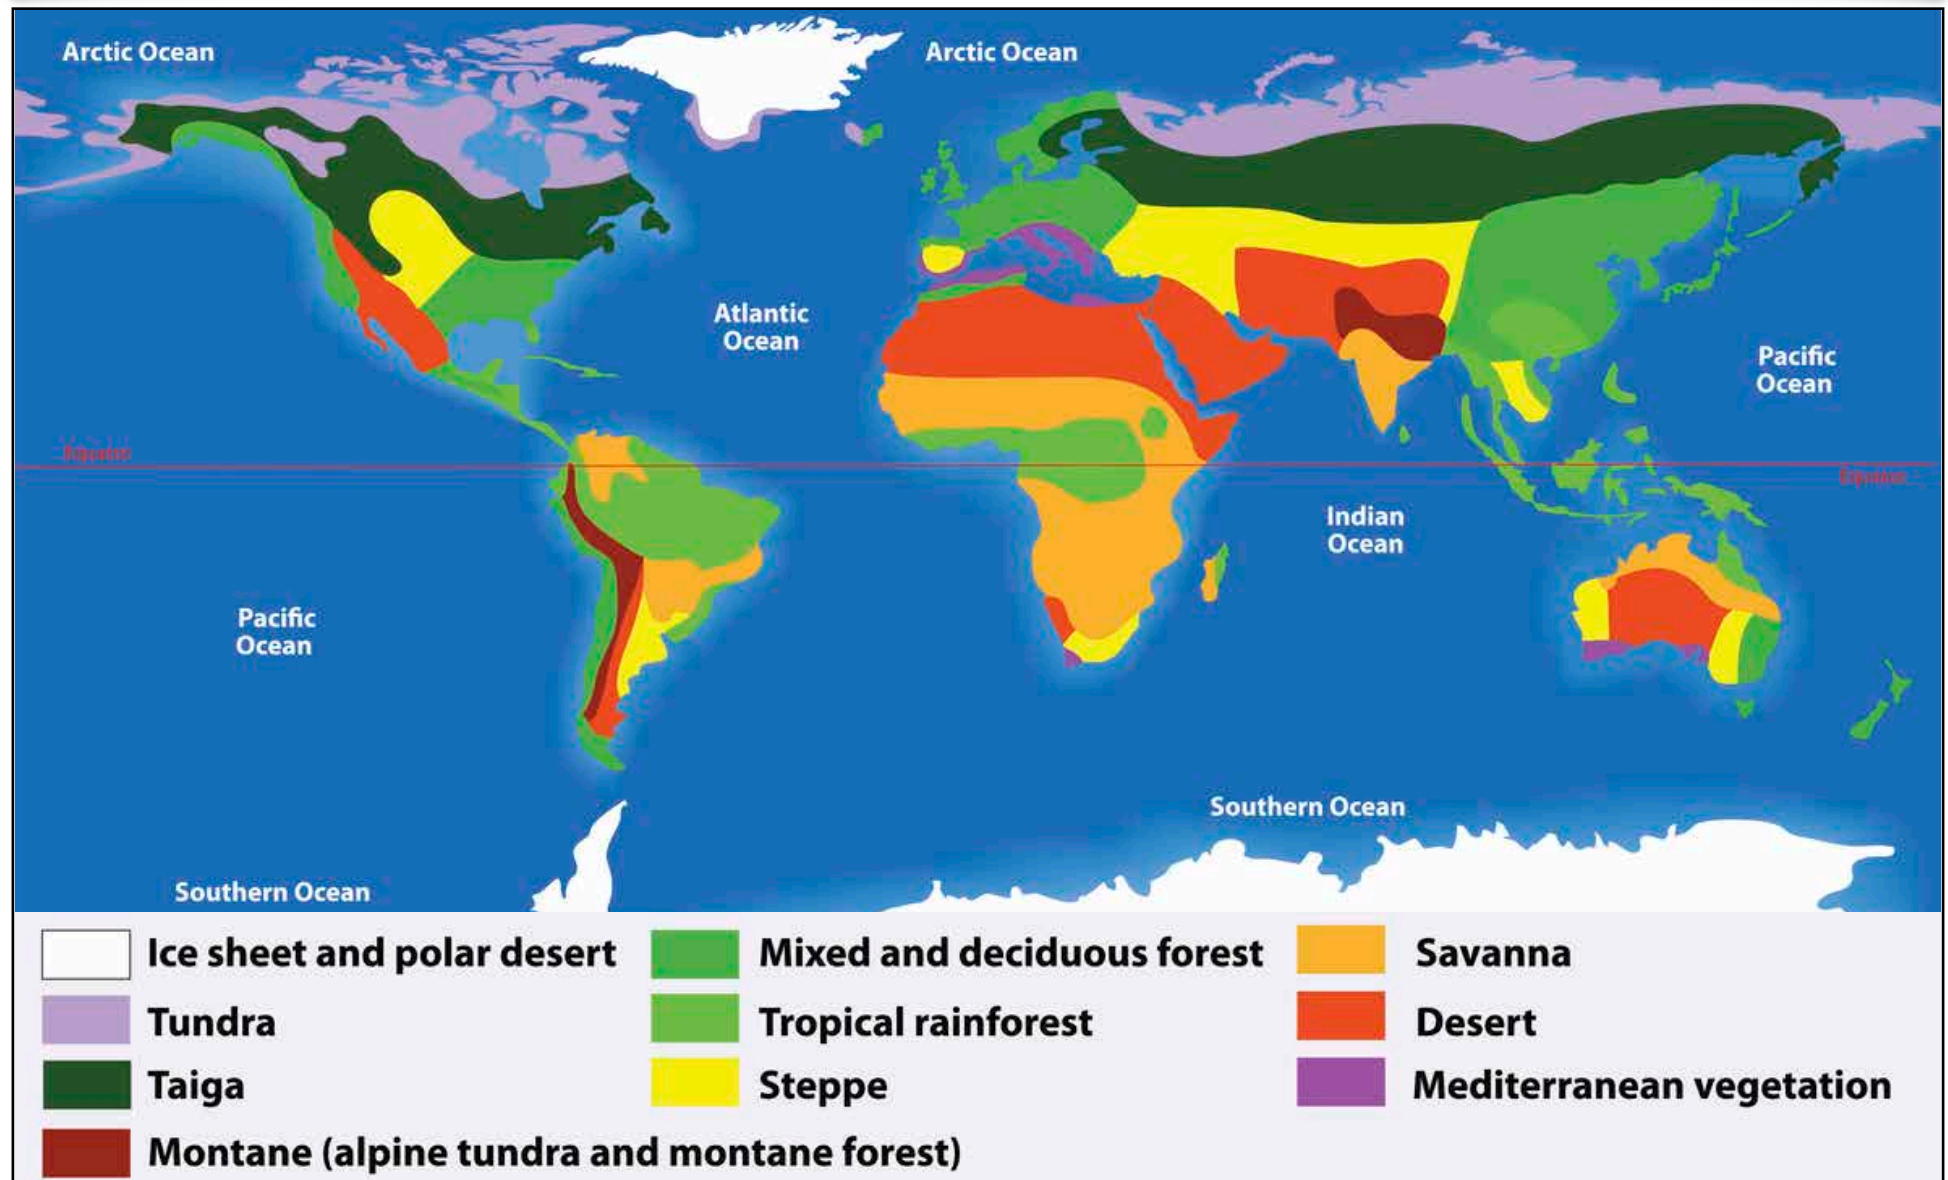 Arctic Ocean
Arctic Ocean
Atlantic
Ocean
Pacific
Ocean
Equator
Equator
Indian
Ocean
Pacific
Ocean
Southern Ocean
Southern Ocean
Ice sheet and polar desert
Mixed and deciduous forest
Savanna
Tundra
Tropical rainforest
Desert
Taiga
Steppe
Mediterranean vegetation
Montane (alpine tundra and montane forest)